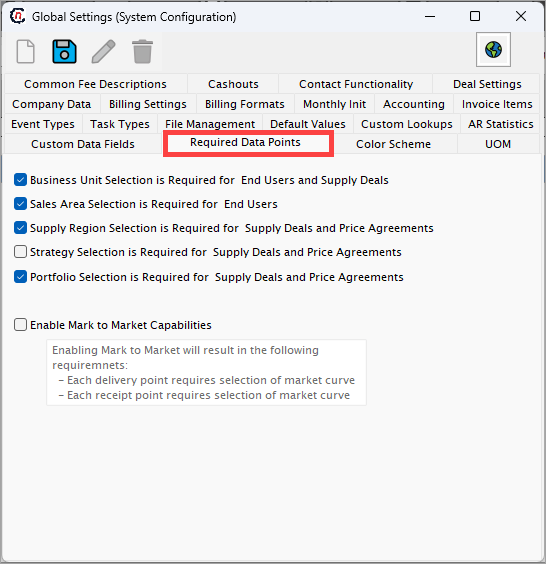 Global Settings (System Configuration)
Common Fee Descriptions Cashouts Contact Functionality Deal Settings
Company Data Billing Settings Billing Formats Monthly Init Accounting Invoice Items
Event Types Task Types File Management Default Values Custom Lookups AR Statistics
Custom Data Fields Required Data Points Color Scheme UOM
Business Unit Selection is Required for End Users and Supply Deals
Sales Area Selection is Required for End Users
Supply Region Selection is Required for Supply Deals and Price Agreements
Strategy Selection is Required for Supply Deals and Price Agreements
Portfolio Selection is Required for Supply Deals and Price Agreements
Enable Mark to Market Capabilities
Enabling Mark to Market will result in the following
requiremnets:
– Each delivery point requires selection of market curve
– Each receipt point requires selection of market curve